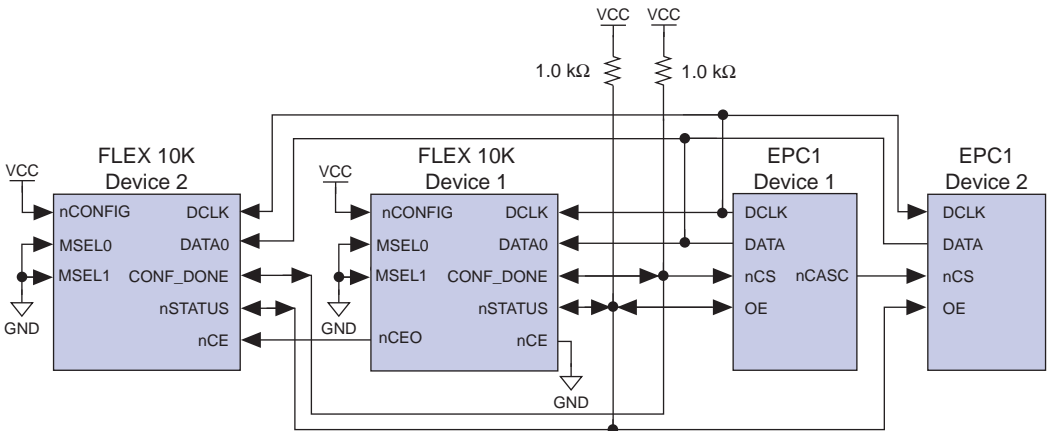 VCC VCC
1.0 kΩ 1.0 kΩ
FLEX 10K
Device 2
VCC
nCONFIG
MSEL0
MSEL1
GND
DCLK
DATA0
CONF_DONE
nSTATUS
nCE
FLEX 10K
Device 1
VCC
nCONFIG
MSEL0
MSEL1
GND
nCEO
DCLK
DATA0
CONF_DONE
nSTATUS
nCE
GND
EPC1
Device 1
DCLK
DATA
nCS nCASC
OE
EPC1
Device 2
DCLK
DATA
nCS
OE